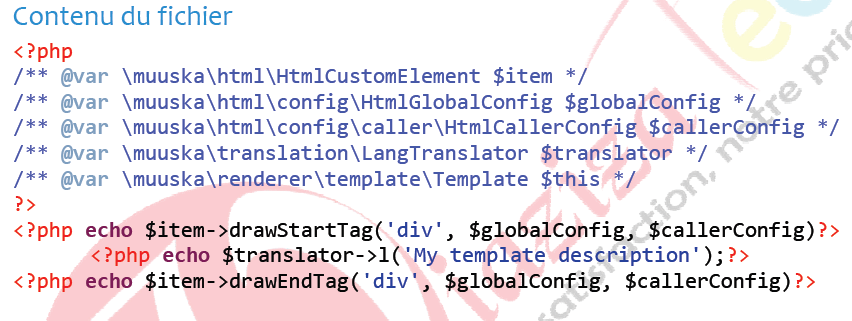 Contenu du fichier
<?php
/** @var \muuska\html\HtmlCustomElement $item */
/** @var \muuska\html\config\HtmlGlobalConfig $globalConfig */
/** @var \muuska\html\config\caller\HtmlCallerConfig $callerConfig */
/** @var \muuska\translation\LangTranslator $translator */
/** @var \muuska\renderer\template\Template $this */
?>
<?php echo $item->drawStartTag('div', $globalConfig, $callerConfig)?>
<?php echo $translator->l('My template description');?>
<?php echo $item->drawEndTag('div', $globalConfig, $callerConfig)?>
satisfaction, notre